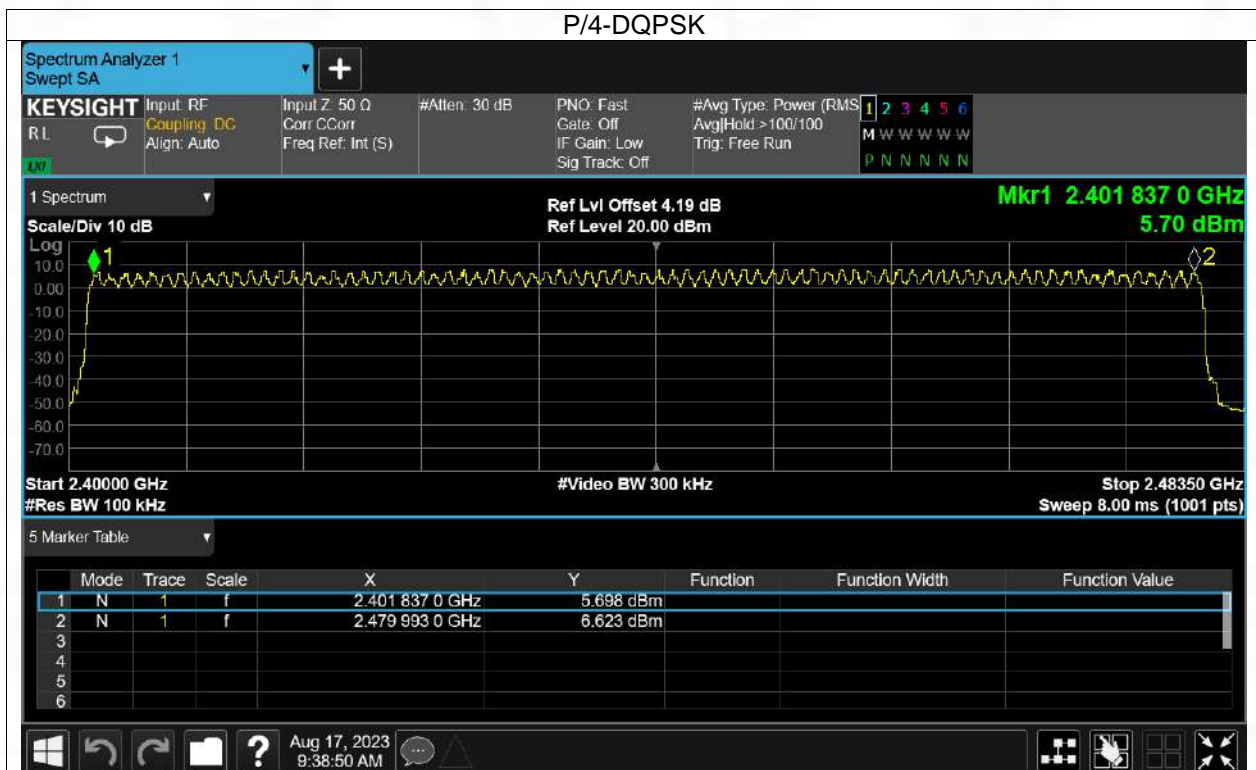 P/4-DQPSK
Spectrum Analyzer 1
Swept SA
+
KEYSIGHT Input: RF Input Z: 50 Ω #Atten: 30 dB PNO: Fast #Avg Type: Power (RMS 1 2 3 4 5 6
RL Coupling: DC Corr CCorr Gate: Off Avg|Hold >100/100 M W W W W W
Align: Auto Freq Ref: Int (S) IF Gain: Low Trig: Free Run
LXI Sig Track: Off P N N N N N
1 Spectrum Ref Lvl Offset 4.19 dB Mkr1 2.401 837 0 GHz
Scale/Div 10 dB Ref Level 20.00 dBm 5.70 dBm
Log
1
2
10.0
0.00
-10.0
-20.0
-30.0
-40.0
-50.0
-60.0
-70.0
Start 2.40000 GHz #Video BW 300 kHz Stop 2.48350 GHz
#Res BW 100 kHz Sweep 8.00 ms (1001 pts)
5 Marker Table
Mode Trace Scale X Y Function Function Width Function Value
1 N 1 f 2.401 837 0 GHz 5.698 dBm
2 N 1 f 2.479 993 0 GHz 6.623 dBm
3
4
5
6
? Aug 17, 2023
9:38:50 AM